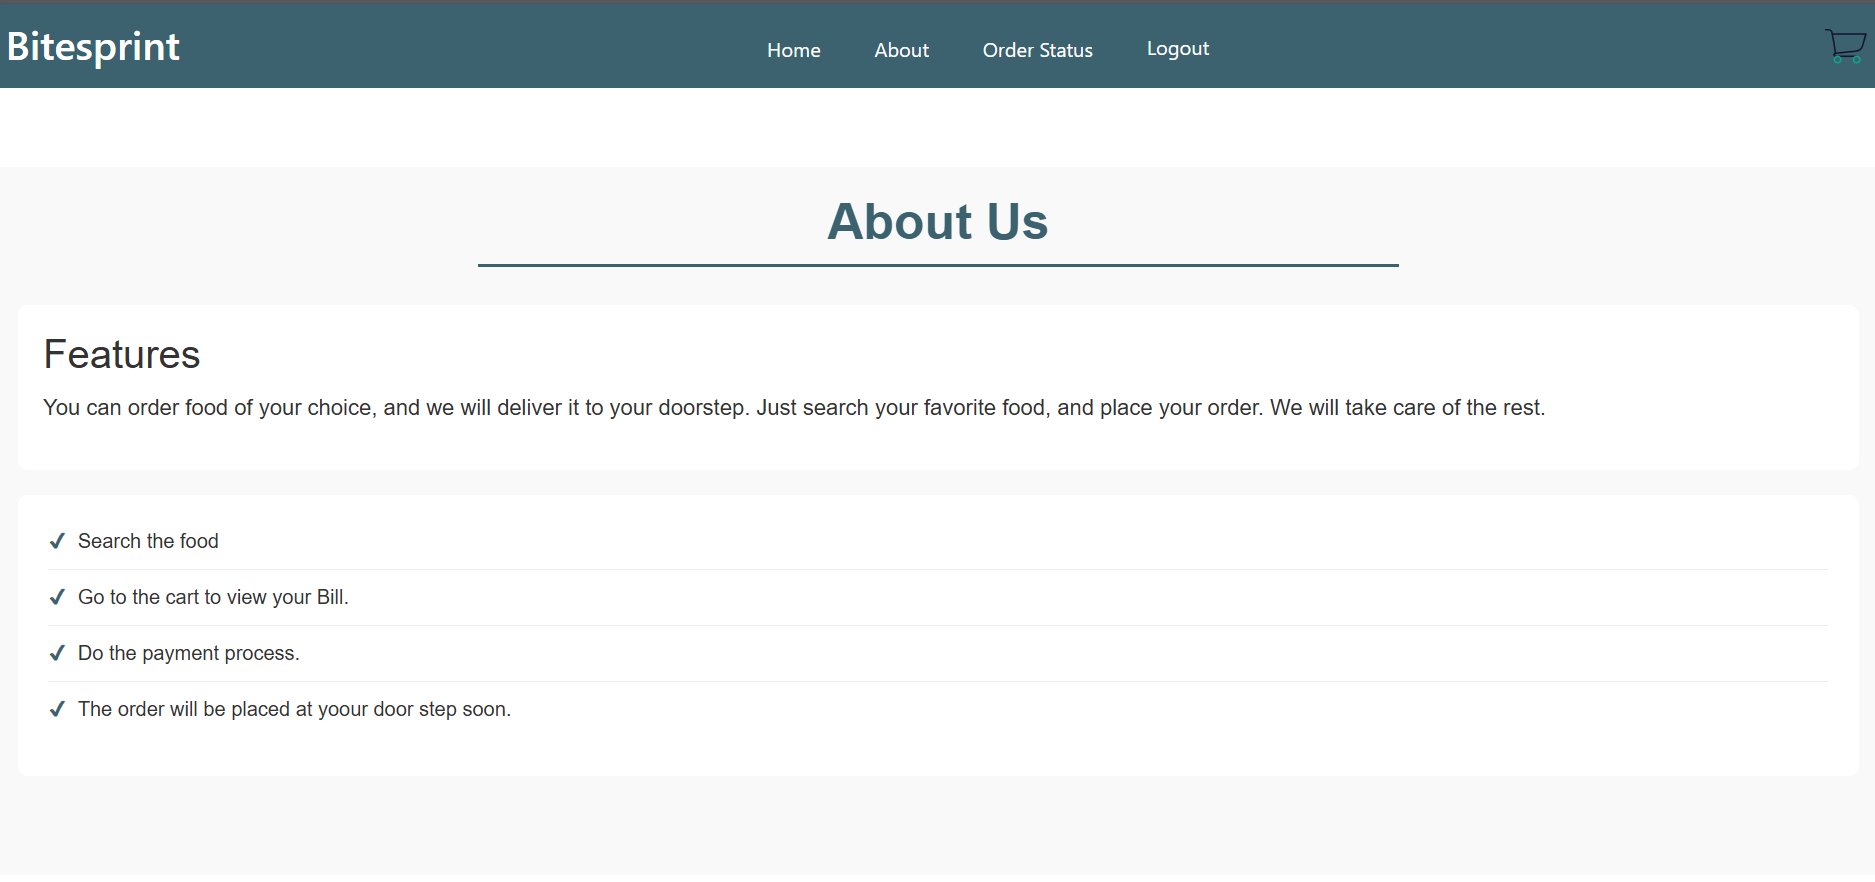 Bitesprint
Home About Order Status Logout
About Us
Features
You can order food of your choice, and we will deliver it to your doorstep. Just search your favorite food, and place your order. We will take care of the rest.
✓ Search the food
✓ Go to the cart to view your Bill.
✓ Do the payment process.
✓ The order will be placed at yoour door step soon.